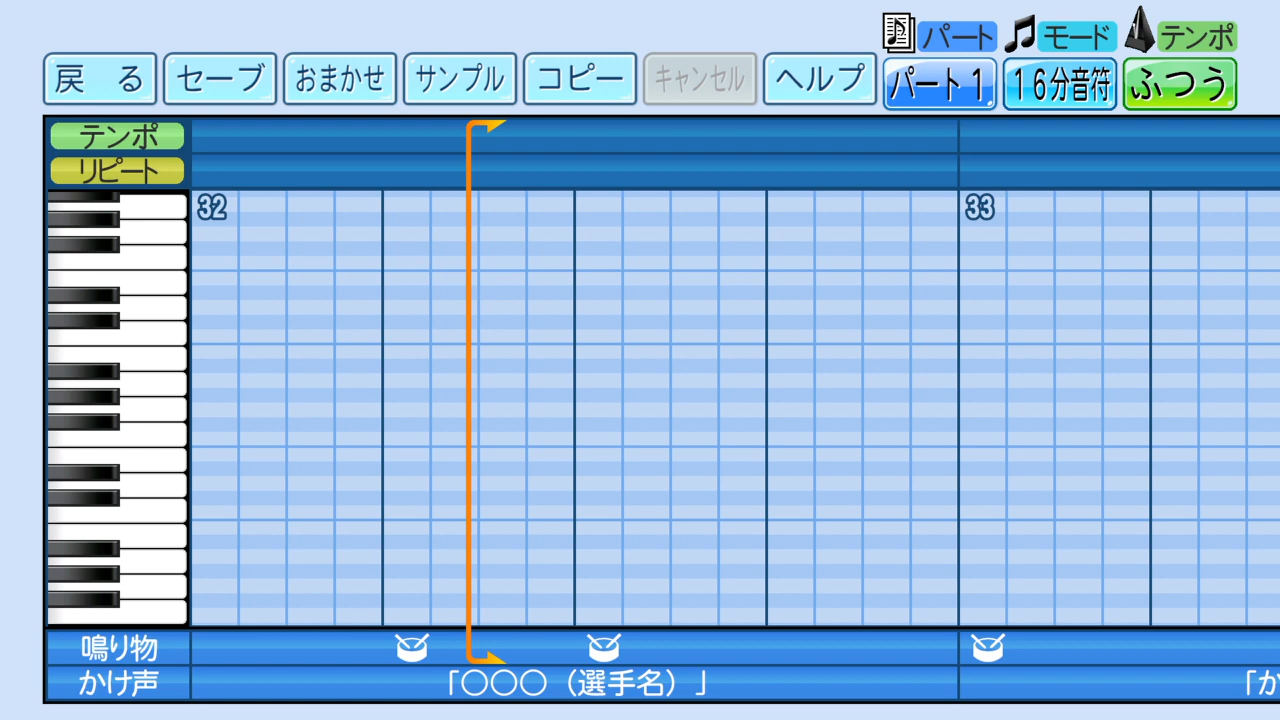 パート モード テンポ
戻 る セーブ おまかせ サンプル コピー キャンセル ヘルプ パート1 16分音符 ふつう
テンポ
リピート
32 33
鳴り物
かけ声 「○○○（選手名）」 「か